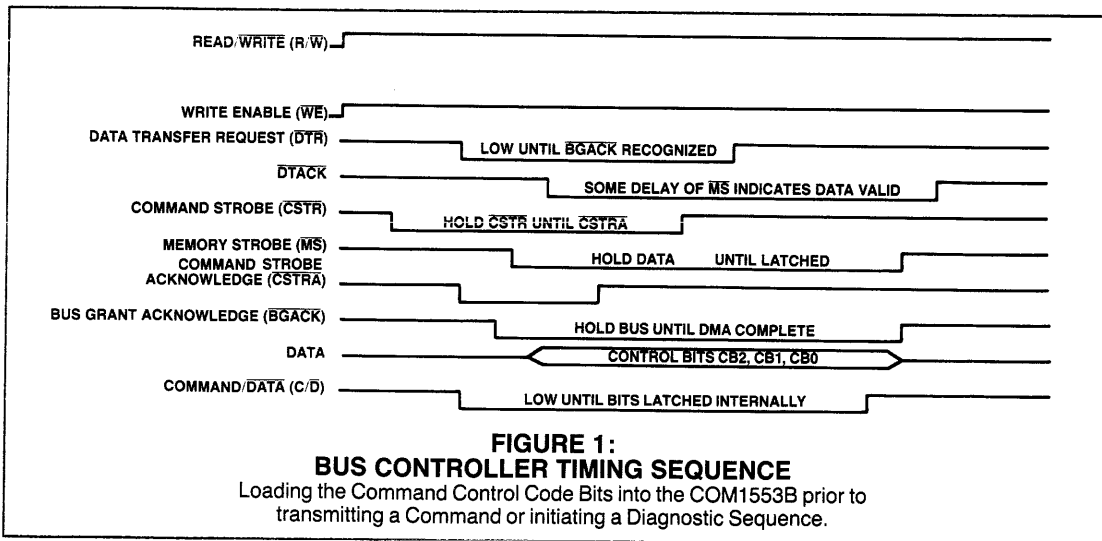 READ/WRITE (R/W)
WRITE ENABLE (WE)
DATA TRANSFER REQUEST (DTR)
LOW UNTIL BGACK RECOGNIZED
DTACK
SOME DELAY OF MS INDICATES DATA VALID
COMMAND STROBE (CSTR)
HOLD CSTR UNTIL CSTRA
MEMORY STROBE (MS)
HOLD DATA UNTIL LATCHED
COMMAND STROBE
ACKNOWLEDGE (CSTRA)
BUS GRANT ACKNOWLEDGE (BGACK)
HOLD BUS UNTIL DMA COMPLETE
DATA
CONTROL BITS CB2, CB1, CB0
COMMAND/DATA (C/D)
LOW UNTIL BITS LATCHED INTERNALLY
FIGURE 1:
BUS CONTROLLER TIMING SEQUENCE
Loading the Command Control Code Bits into the COM1553B prior to
transmitting a Command or initiating a Diagnostic Sequence.